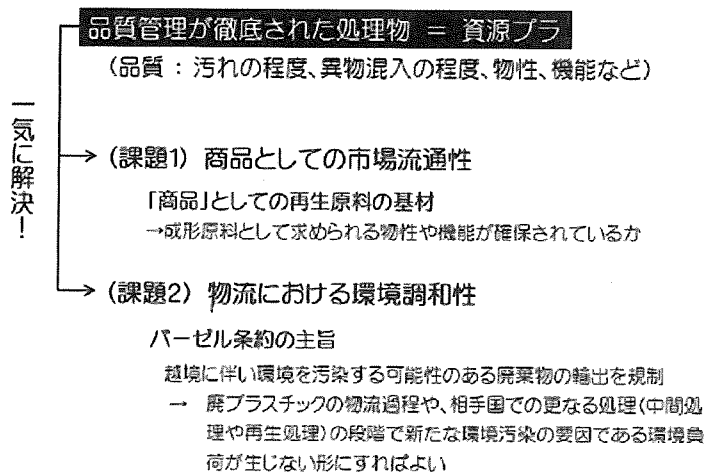 品質管理が徹底された処理物 = 資源プラ
(品質:汚れの程度、異物混入の程度、物性、機能など)
一気に解決!
(課題1) 商品としての市場流通性
「商品」としての再生原料の基材
→成形原料として求められる物性や機能が確保されているか
(課題2) 物流における環境調和性
バーゼル条約の主旨
越境に伴い環境を汚染する可能性のある廃棄物の輸出を規制
→ 廃プラスチックの物流過程や、相手国での更なる処理(中間処
理や再生処理)の段階で新たな環境汚染の要因である環境負
荷が生じない形にすればよい